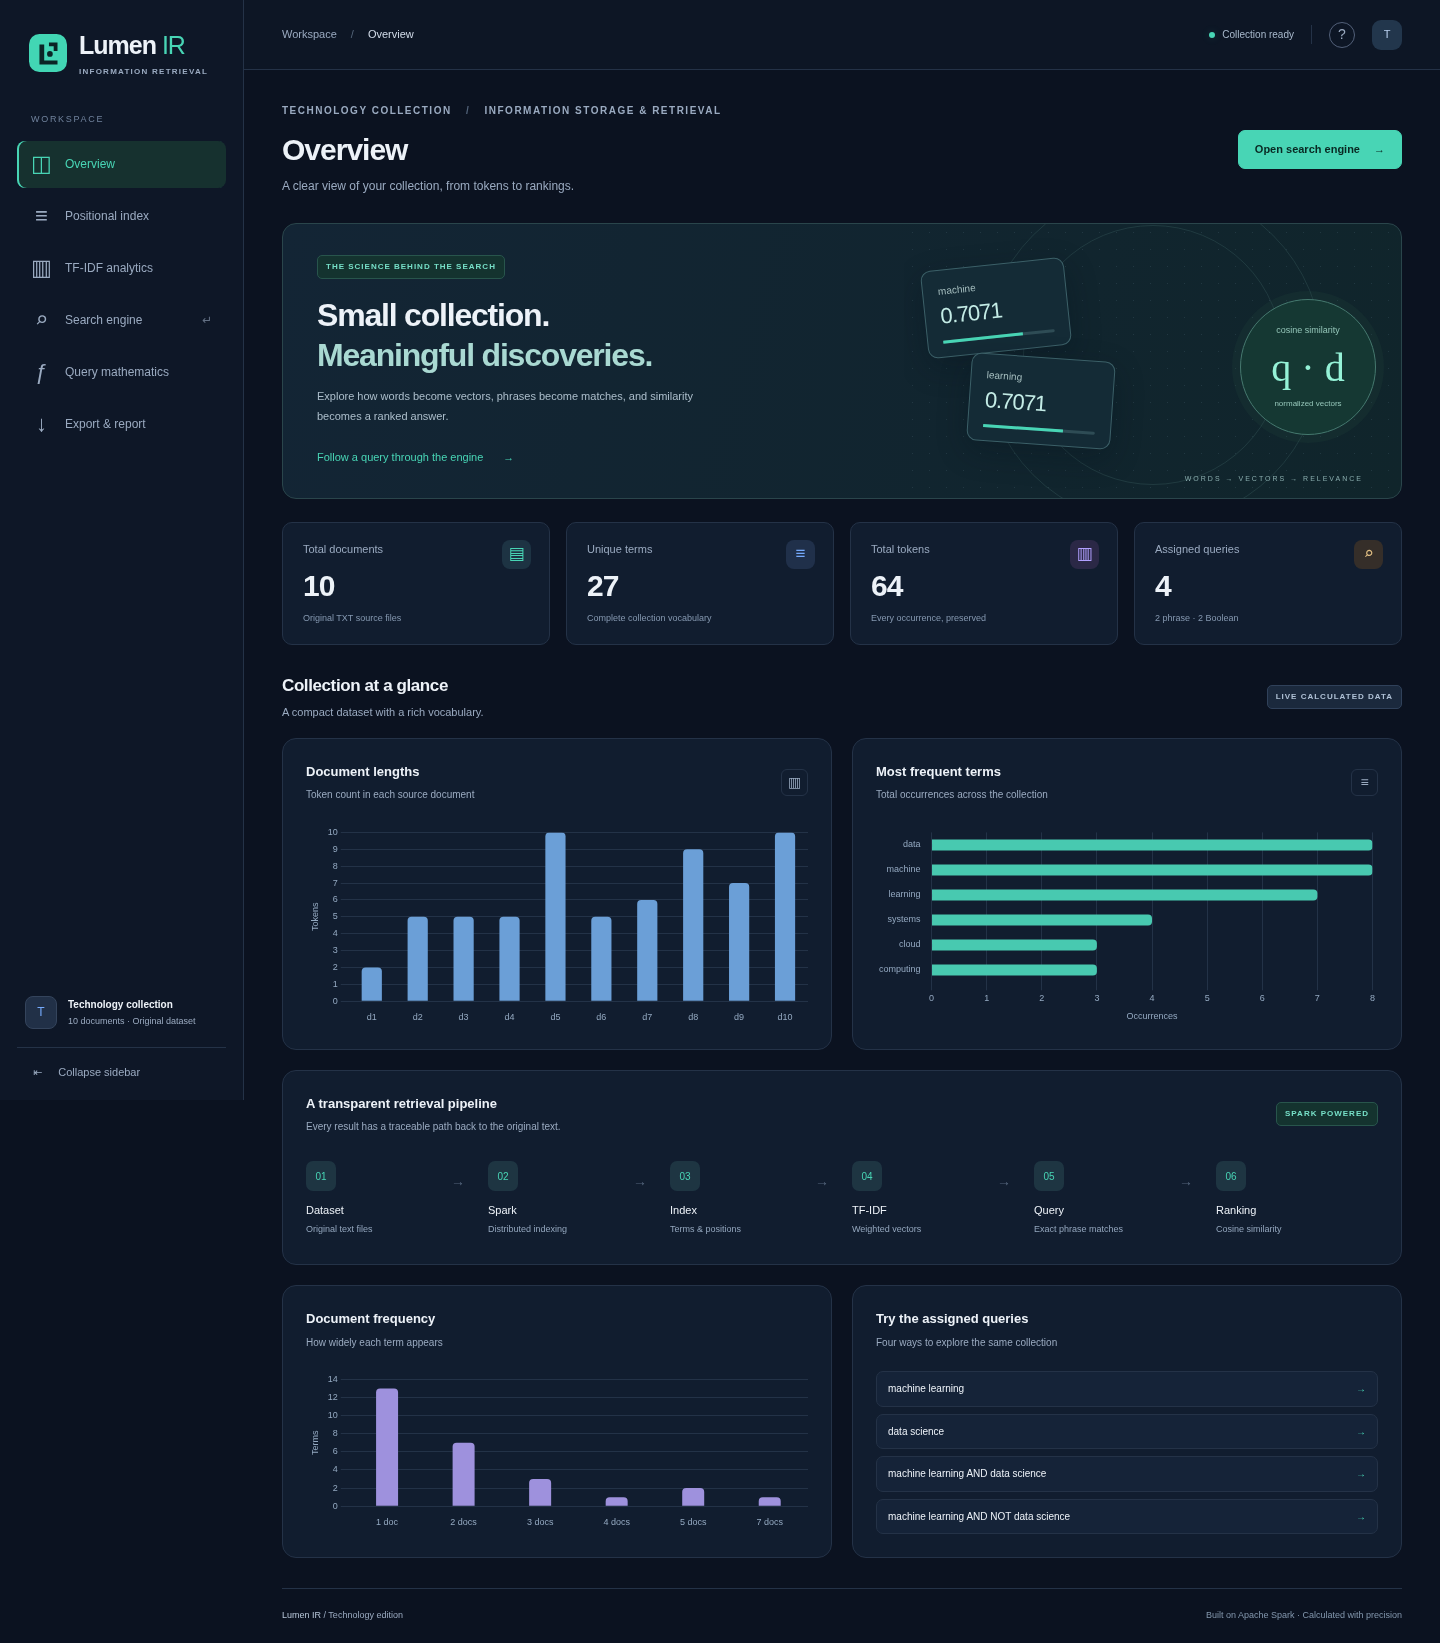 Lumen IR
INFORMATION RETRIEVAL
WORKSPACE
Overview
Positional index
TF-IDF analytics
Search engine ↵
ƒ Query mathematics
↓ Export & report
T
Technology collection
10 documents · Original dataset
⇤ Collapse sidebar
Workspace / Overview
Collection ready
?
T
TECHNOLOGY COLLECTION / INFORMATION STORAGE & RETRIEVAL
Overview
A clear view of your collection, from tokens to rankings.
Open search engine →
THE SCIENCE BEHIND THE SEARCH
Small collection.
Meaningful discoveries.
Explore how words become vectors, phrases become matches, and similarity
becomes a ranked answer.
Follow a query through the engine →
machine
0.7071
learning
0.7071
cosine similarity
q · d
normalized vectors
WORDS → VECTORS → RELEVANCE
Total documents
10
Original TXT source files
Unique terms
27
Complete collection vocabulary
Total tokens
64
Every occurrence, preserved
Assigned queries
4
2 phrase · 2 Boolean
Collection at a glance
A compact dataset with a rich vocabulary.
LIVE CALCULATED DATA
Document lengths
Token count in each source document
Tokens
10
9
8
7
6
5
4
3
2
1
0
d1 d2 d3 d4 d5 d6 d7 d8 d9 d10
Most frequent terms
Total occurrences across the collection
data
machine
learning
systems
cloud
computing
0 1 2 3 4 5 6 7 8
Occurrences
A transparent retrieval pipeline
Every result has a traceable path back to the original text.
SPARK POWERED
01 → 02 → 03 → 04 → 05 → 06
Dataset Spark Index TF-IDF Query Ranking
Original text files Distributed indexing Terms & positions Weighted vectors Exact phrase matches Cosine similarity
Document frequency
How widely each term appears
Terms
14
12
10
8
6
4
2
0
1 doc 2 docs 3 docs 4 docs 5 docs 7 docs
Try the assigned queries
Four ways to explore the same collection
machine learning →
data science →
machine learning AND data science →
machine learning AND NOT data science →
Lumen IR / Technology edition
Built on Apache Spark · Calculated with precision